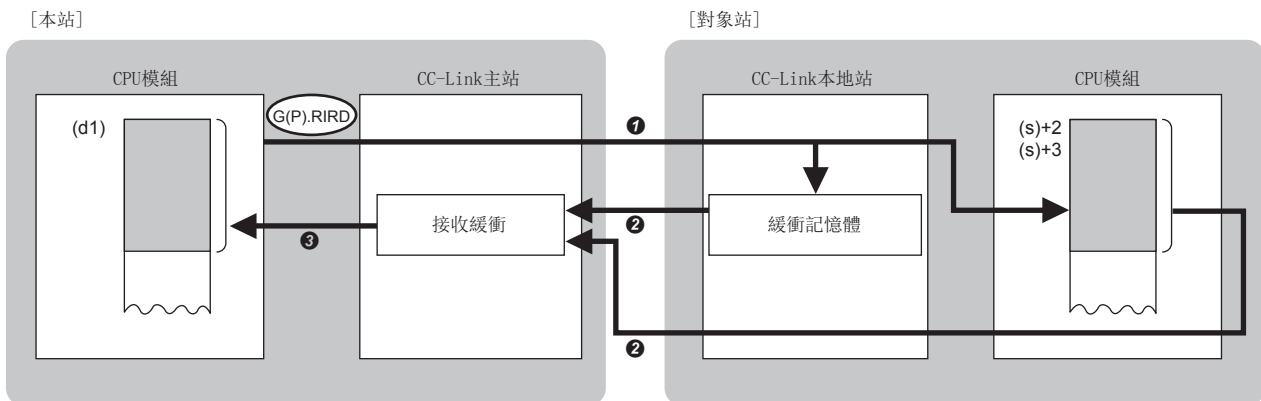 [本站]
[對象站]
CPU模組
CC-Link主站
CC-Link本地站
CPU模組
(d1)
G(P).RIRD
❶
(s)+2
(s)+3
接收緩衝
❷
緩衝記憶體
❸
❷